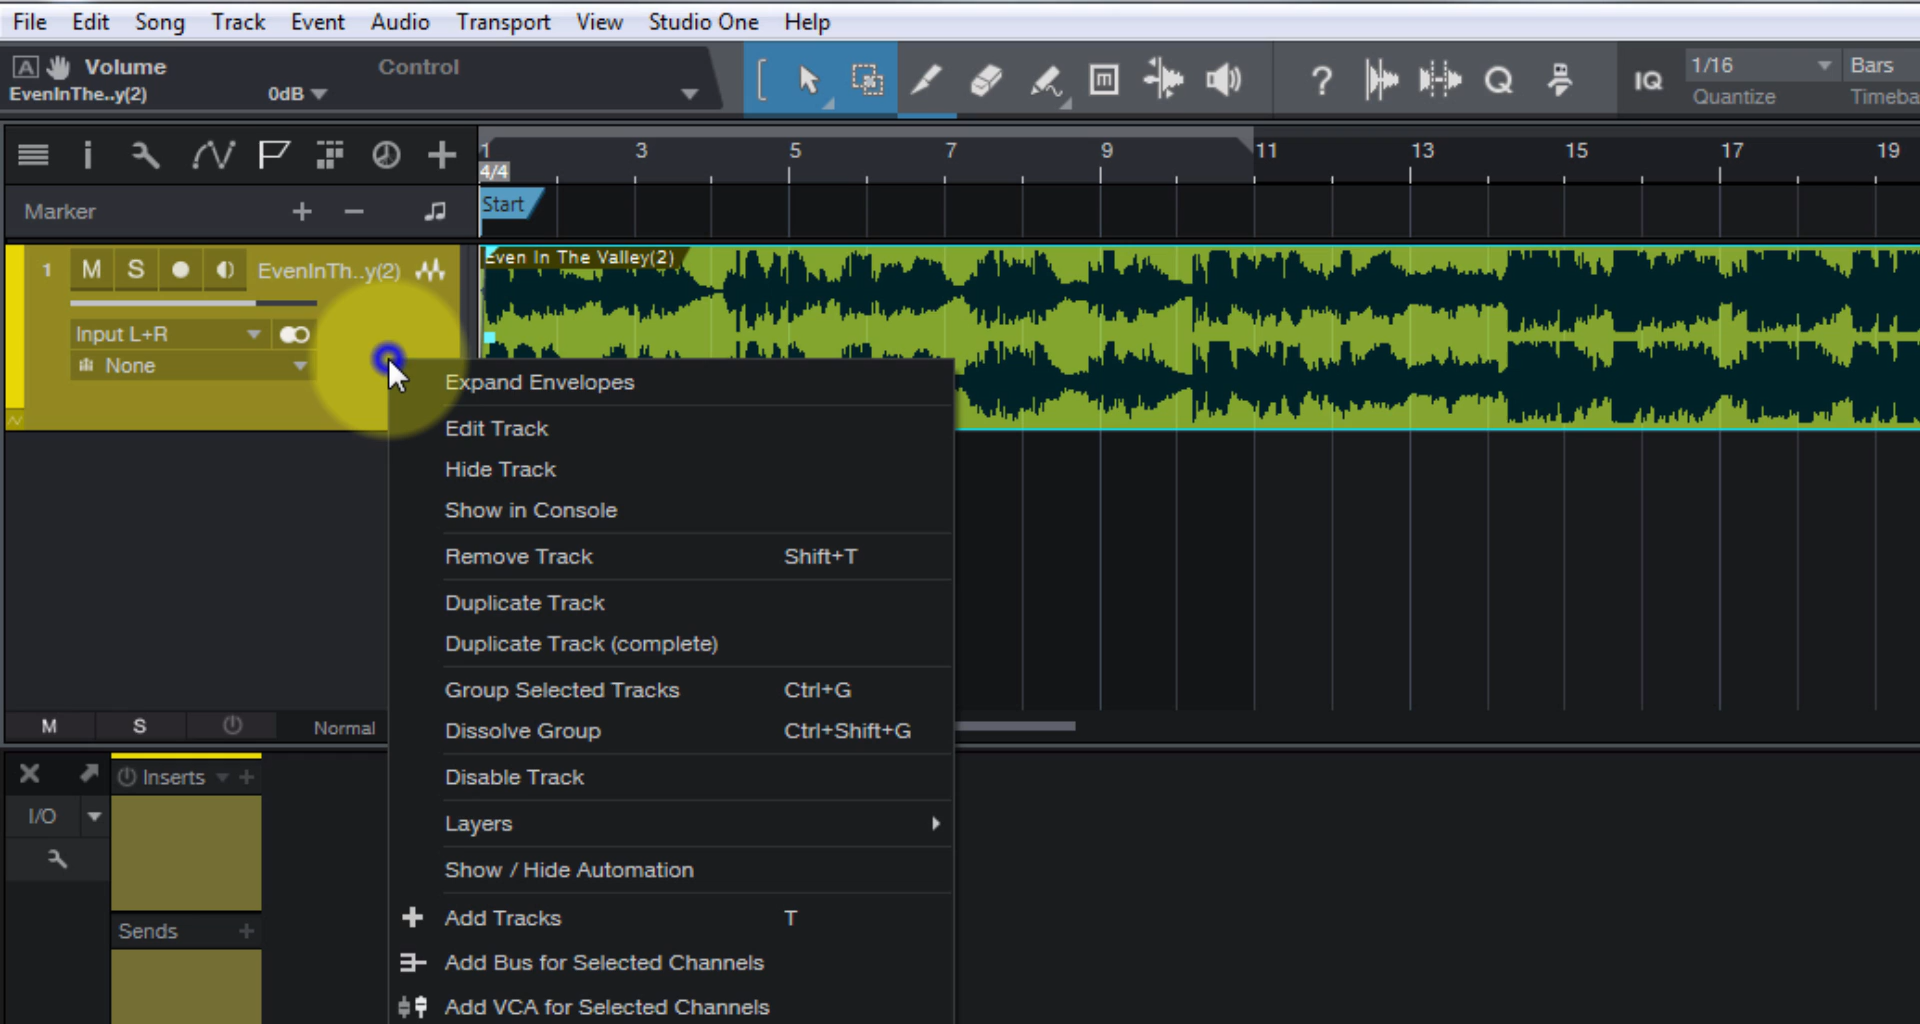 File Edit Song Track Event Audio Transport View Studio One Help
A Volume Control
EvenInThe..y(2) 0dB
IQ 1/16 Bars
Quantize Timeba
1 3 5 7 9 11 13 15 17 19
4/4
Marker Start
Even In The Valley(2)
1 M S EvenInTh..y(2)
Input L+R
None
Expand Envelopes
Edit Track
Hide Track
Show in Console
Remove Track Shift+T
Duplicate Track
Duplicate Track (complete)
Group Selected Tracks Ctrl+G
Dissolve Group Ctrl+Shift+G
Disable Track
Layers
Show / Hide Automation
Add Tracks T
Add Bus for Selected Channels
Add VCA for Selected Channels
M S Normal
Inserts
I/O
Sends